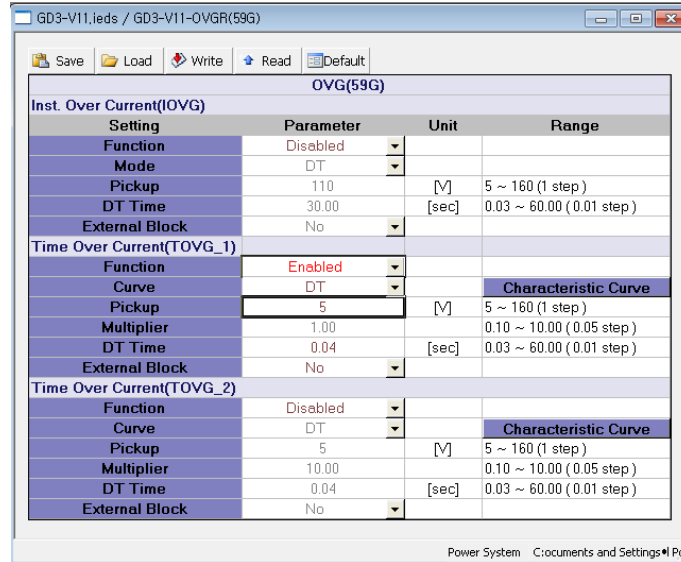 GD3-V11,ieds / GD3-V11-OVGR(59G)
Save Load Write Read Default
OVG(59G)
Inst. Over Current(IOVG)
Setting Parameter Unit Range
Function Disabled
Mode DT
Pickup 110 [V] 5 ~ 160 (1 step )
DT Time 30.00 [sec] 0.03 ~ 60.00 ( 0.01 step )
External Block No
Time Over Current(TOVG_1)
Function Enabled
Curve DT Characteristic Curve
Pickup 5 [V] 5 ~ 160 (1 step )
Multiplier 1.00 0.10 ~ 10.00 ( 0.05 step )
DT Time 0.04 [sec] 0.03 ~ 60.00 ( 0.01 step )
External Block No
Time Over Current(TOVG_2)
Function Disabled
Curve DT Characteristic Curve
Pickup 5 [V] 5 ~ 160 (1 step )
Multiplier 10.00 0.10 ~ 10.00 ( 0.05 step )
DT Time 0.04 [sec] 0.03 ~ 60.00 ( 0.01 step )
External Block No
Power System C:ocuments and Settings